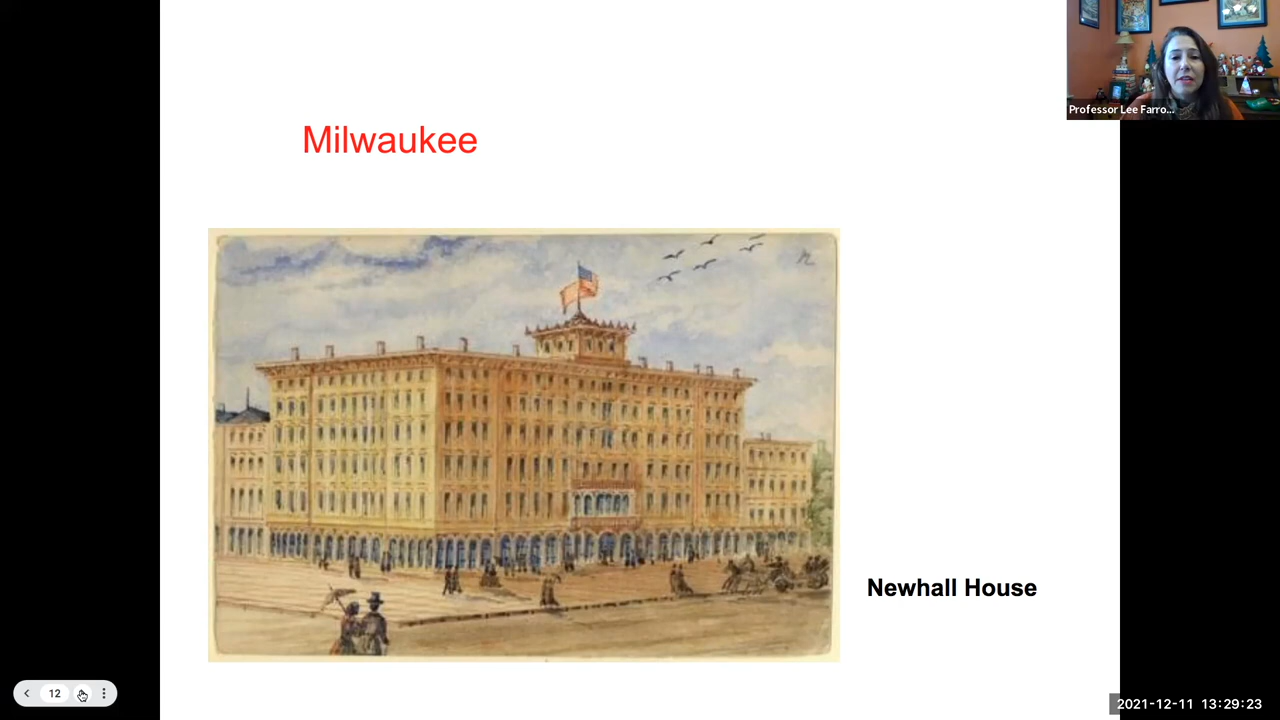 Professor Lee Farro...
Milwaukee
Newhall House
12
2021-12-11 13:29:23